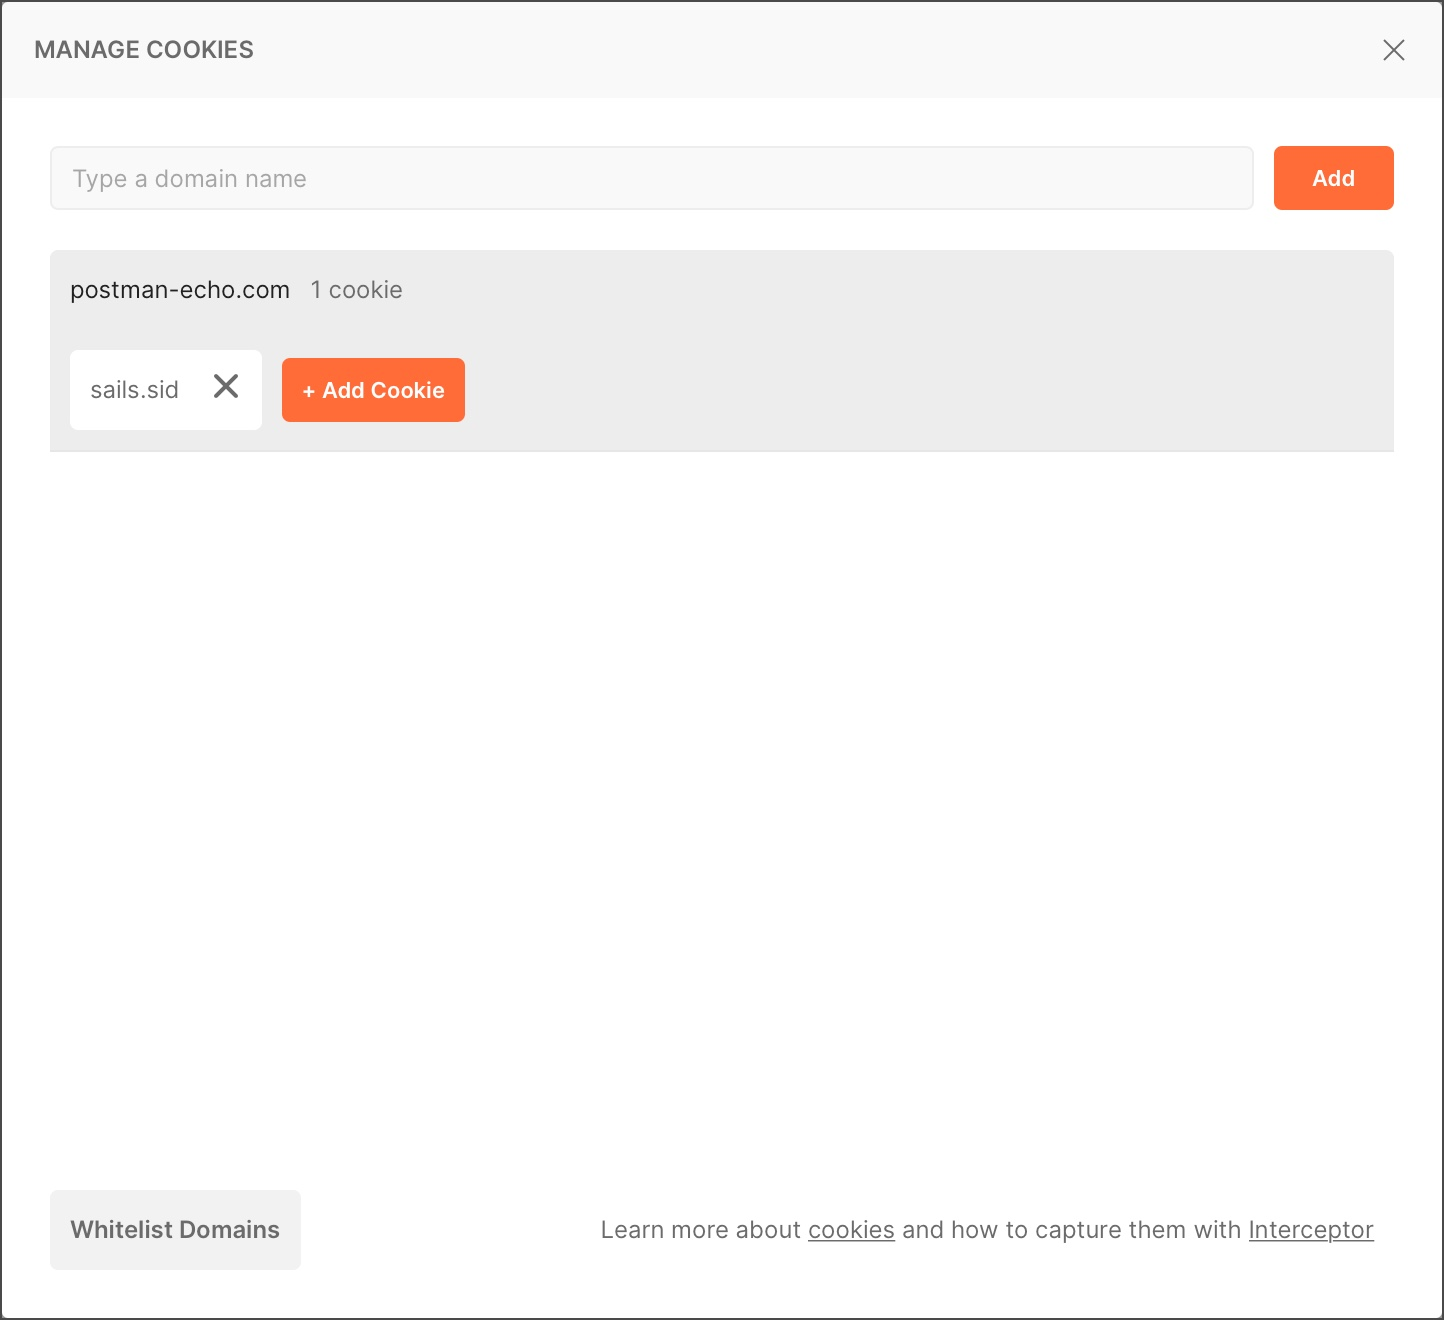 MANAGE COOKIES
Type a domain name
Add
postman-echo.com 1 cookie
sails.sid
+ Add Cookie
Whitelist Domains
Learn more about cookies and how to capture them with Interceptor